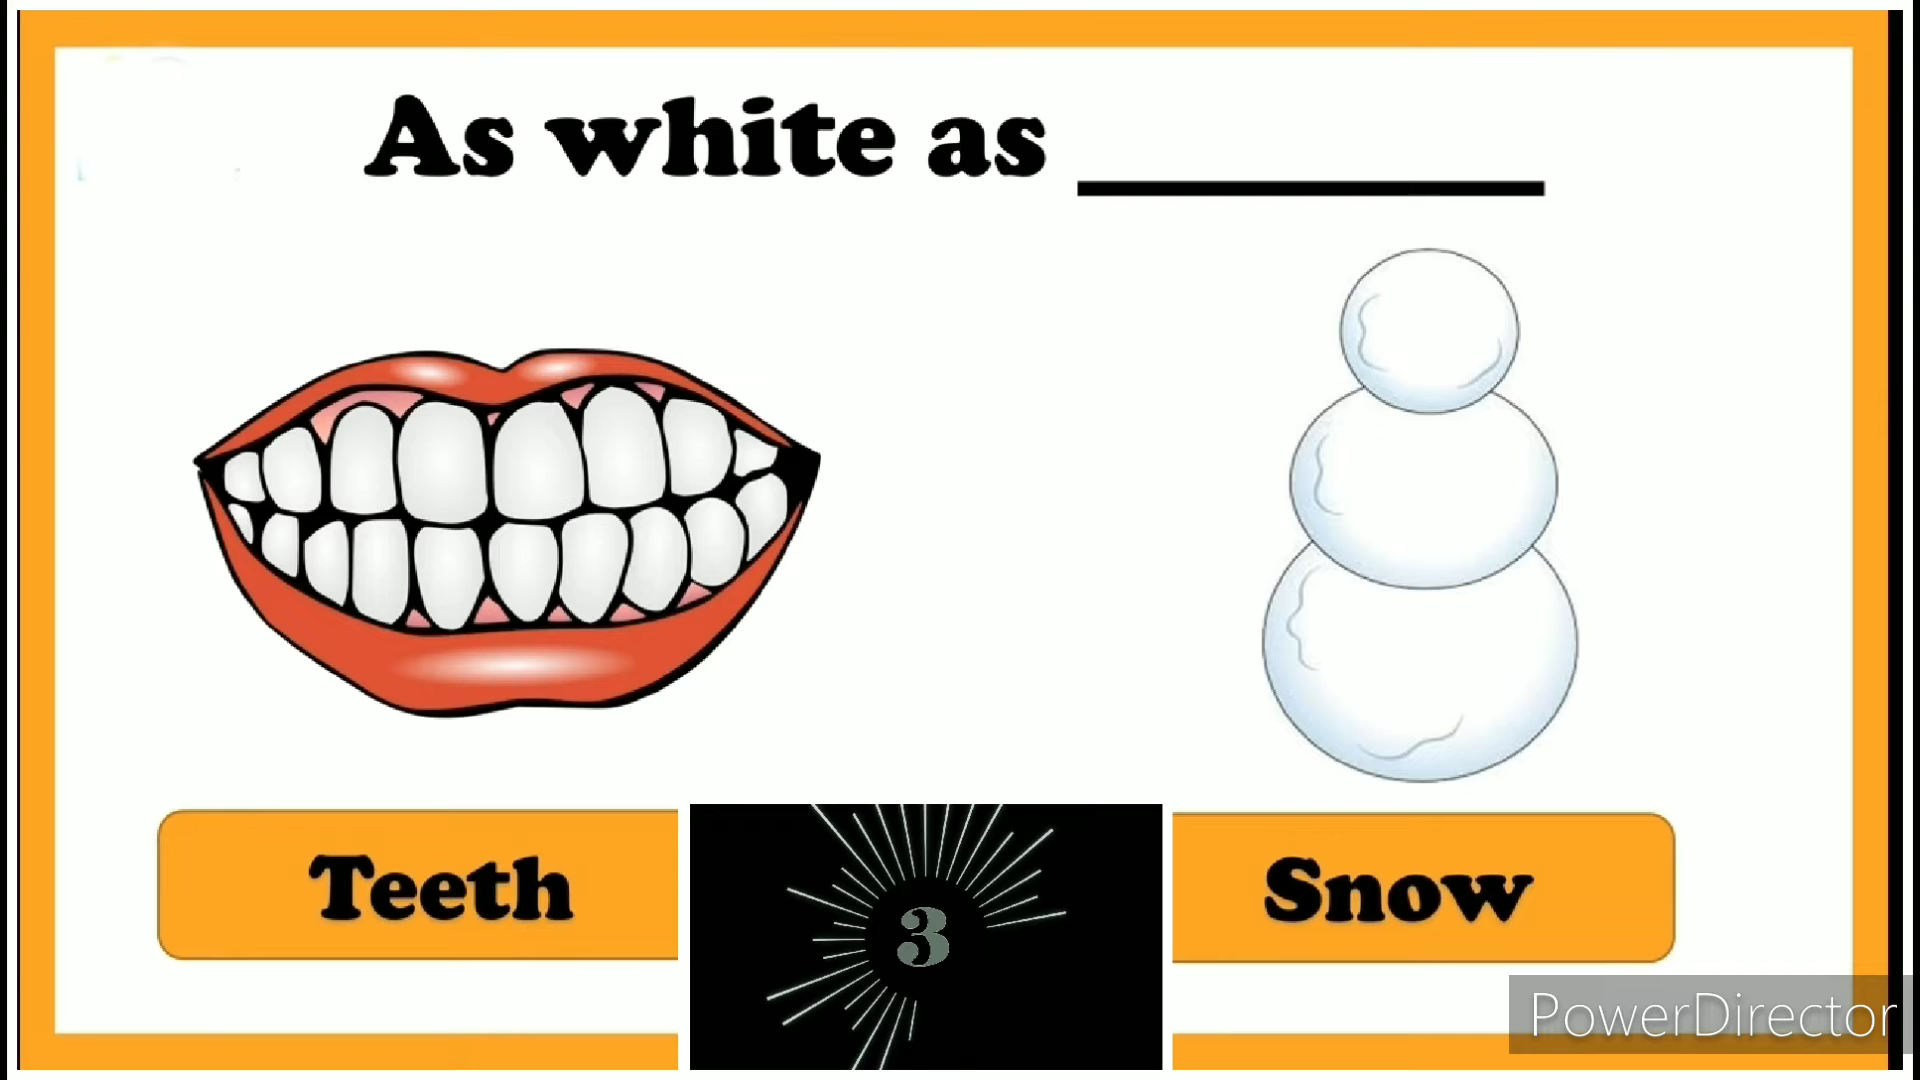 As white as ________
Teeth
3
Snow
PowerDirector